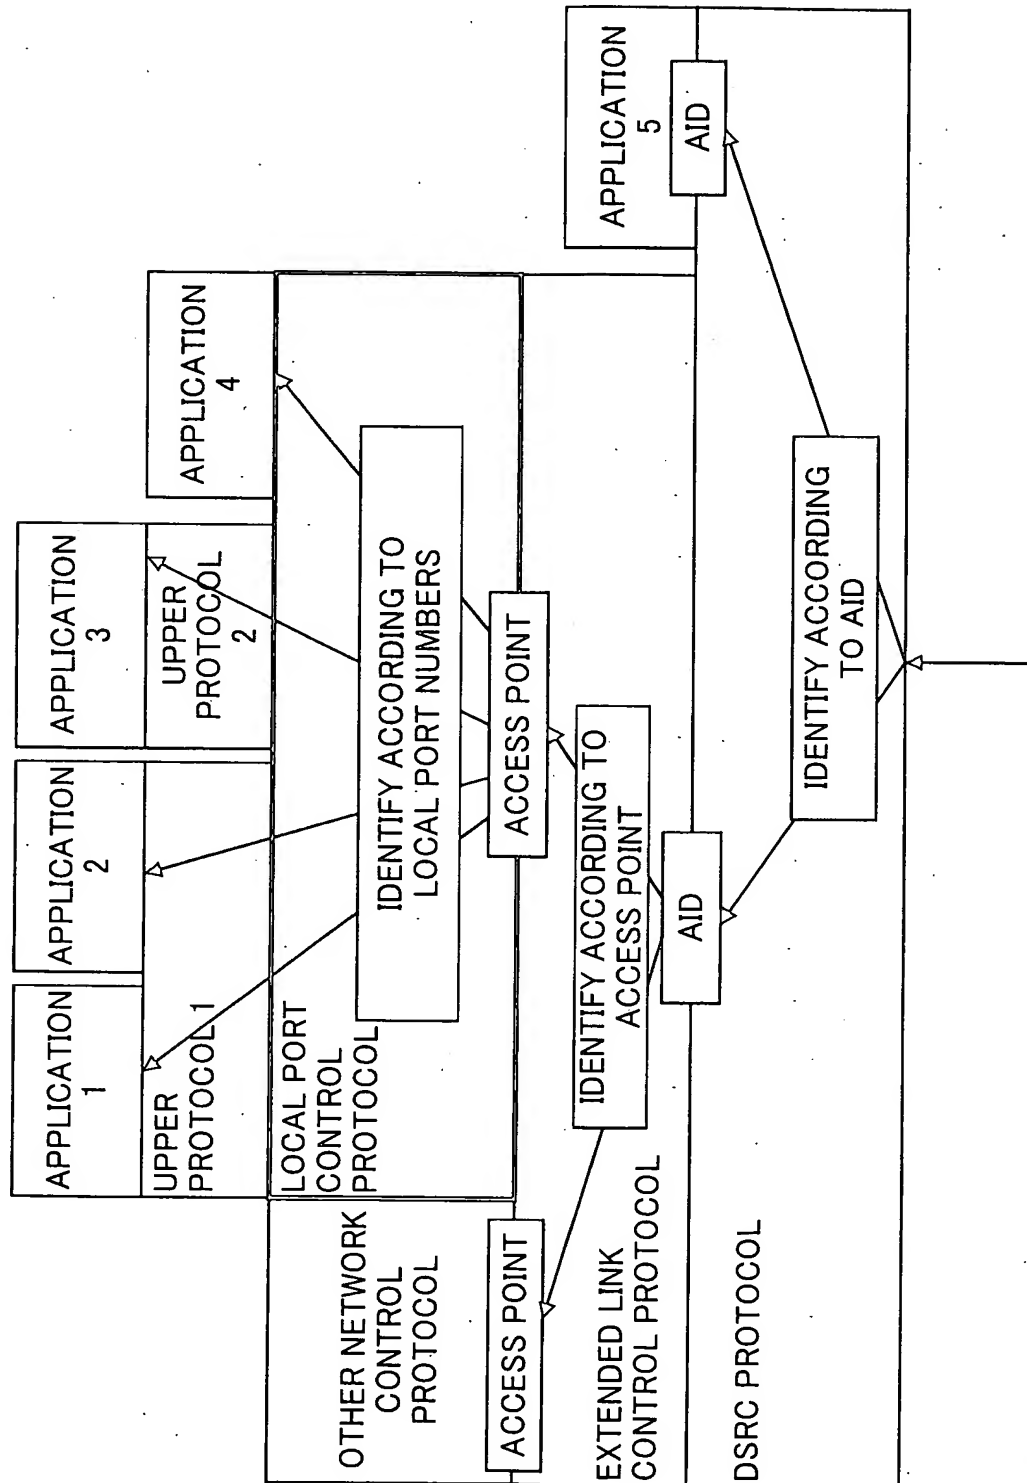 APPLICATION
1
APPLICATION
2
APPLICATION
3
UPPER
PROTOCOL 1
UPPER
PROTOCOL
2
APPLICATION
4
LOCAL PORT
CONTROL
PROTOCOL
IDENTIFY ACCORDING TO
LOCAL PORT NUMBERS
OTHER NETWORK
CONTROL
PROTOCOL
ACCESS POINT
ACCESS POINT
APPLICATION
5
EXTENDED LINK
CONTROL PROTOCOL
IDENTIFY ACCORDING TO
ACCESS POINT
AID
AID
DSRC PROTOCOL
IDENTIFY ACCORDING
TO AID